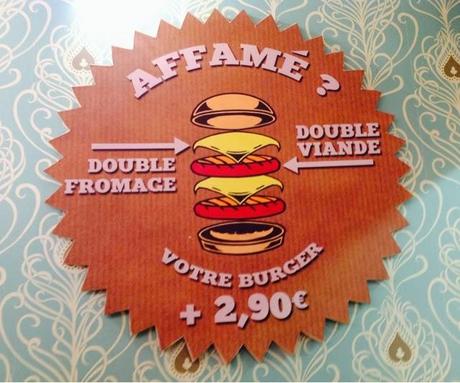 AFFAMÉ ?
DOUBLE
FROMAGE
DOUBLE
VIANDE
VOTRE BURGER
+ 2,90€